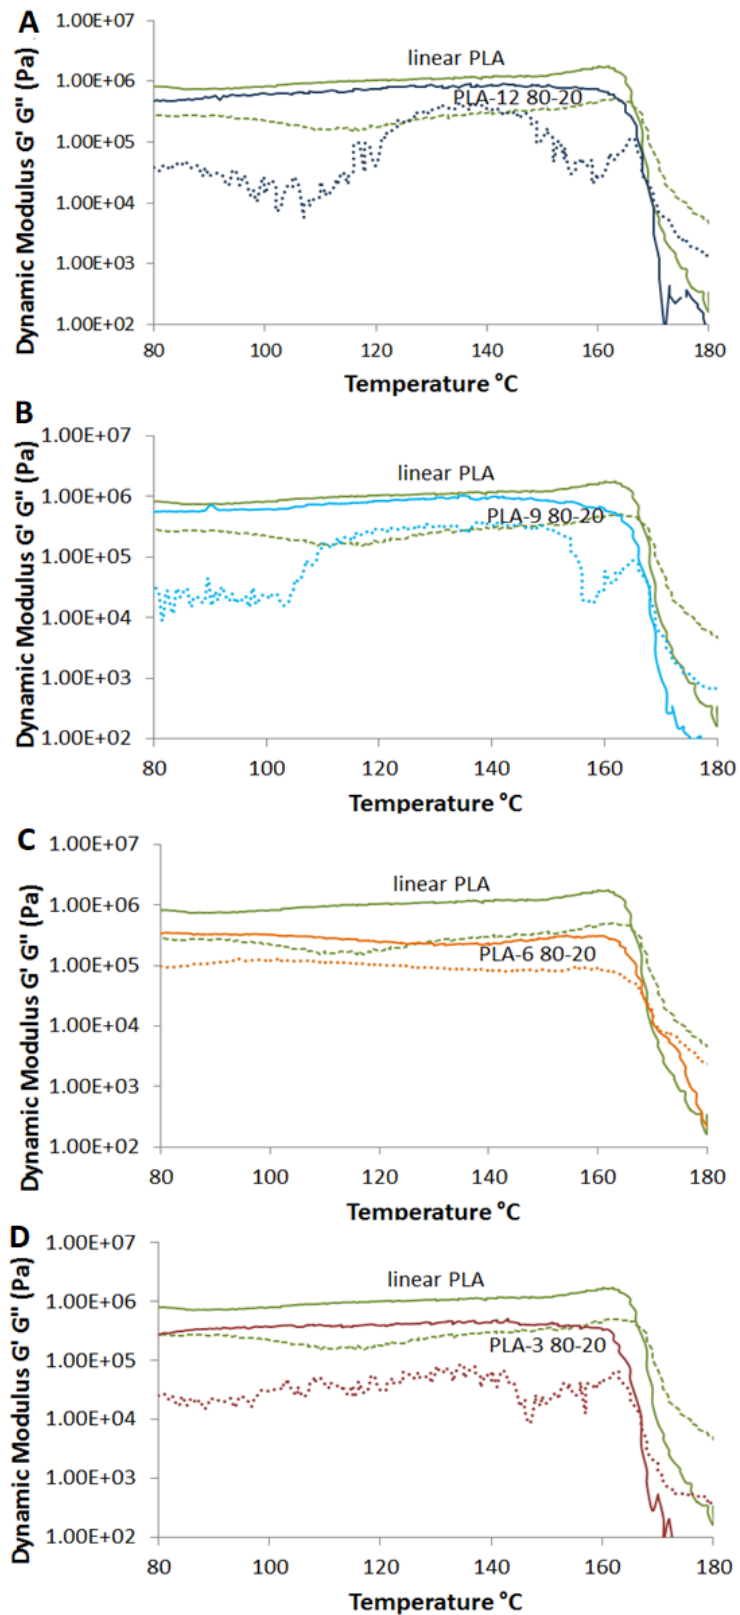 A
Dynamic Modulus G' G" (Pa)
1.00E+07
1.00E+06
1.00E+05
1.00E+04
1.00E+03
1.00E+02
linear PLA
PLA-12 80-20
80 100 120 140 160 180
Temperature °C
B
Dynamic Modulus G' G" (Pa)
1.00E+07
1.00E+06
1.00E+05
1.00E+04
1.00E+03
1.00E+02
linear PLA
PLA-9 80-20
80 100 120 140 160 180
Temperature °C
C
Dynamic Modulus G' G" (Pa)
1.00E+07
1.00E+06
1.00E+05
1.00E+04
1.00E+03
1.00E+02
linear PLA
PLA-6 80-20
80 100 120 140 160 180
Temperature °C
D
Dynamic Modulus G' G" (Pa)
1.00E+07
1.00E+06
1.00E+05
1.00E+04
1.00E+03
1.00E+02
linear PLA
PLA-3 80-20
80 100 120 140 160 180
Temperature °C